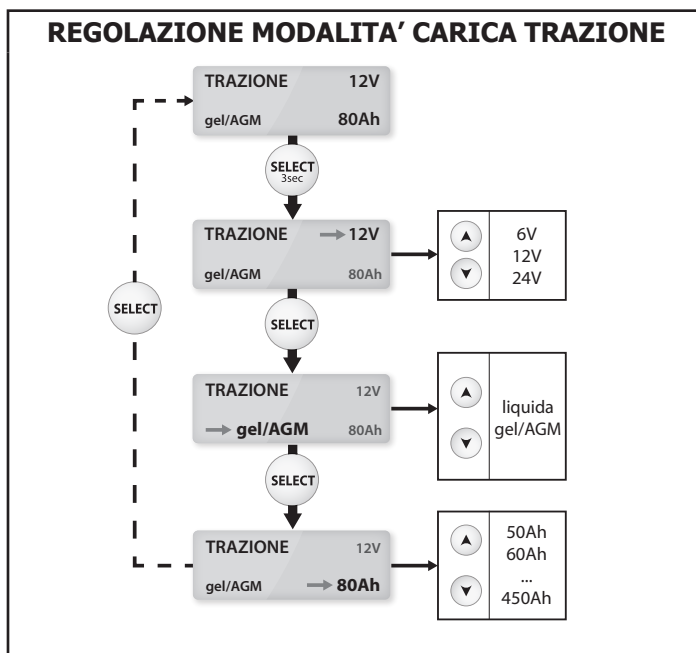 REGOLAZIONE MODALITA’ CARICA TRAZIONE
TRAZIONE 12V
gel/AGM 80Ah
SELECT
3sec
TRAZIONE 12V
gel/AGM 80Ah
6V
12V
24V
SELECT
SELECT
TRAZIONE 12V
gel/AGM 80Ah
liquida
gel/AGM
SELECT
TRAZIONE 12V
gel/AGM 80Ah
50Ah
60Ah
...
450Ah